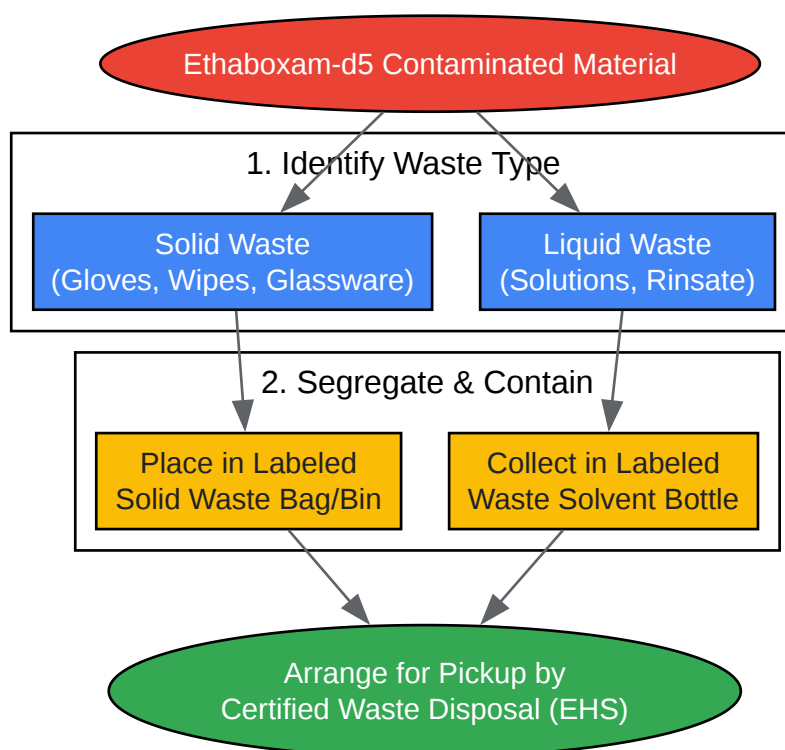 Ethaboxam-d5 Contaminated Material
1. Identify Waste Type
Solid Waste
(Gloves, Wipes, Glassware)
Liquid Waste
(Solutions, Rinsate)
2. Segregate & Contain
Place in Labeled
Solid Waste Bag/Bin
Collect in Labeled
Waste Solvent Bottle
Arrange for Pickup by
Certified Waste Disposal (EHS)